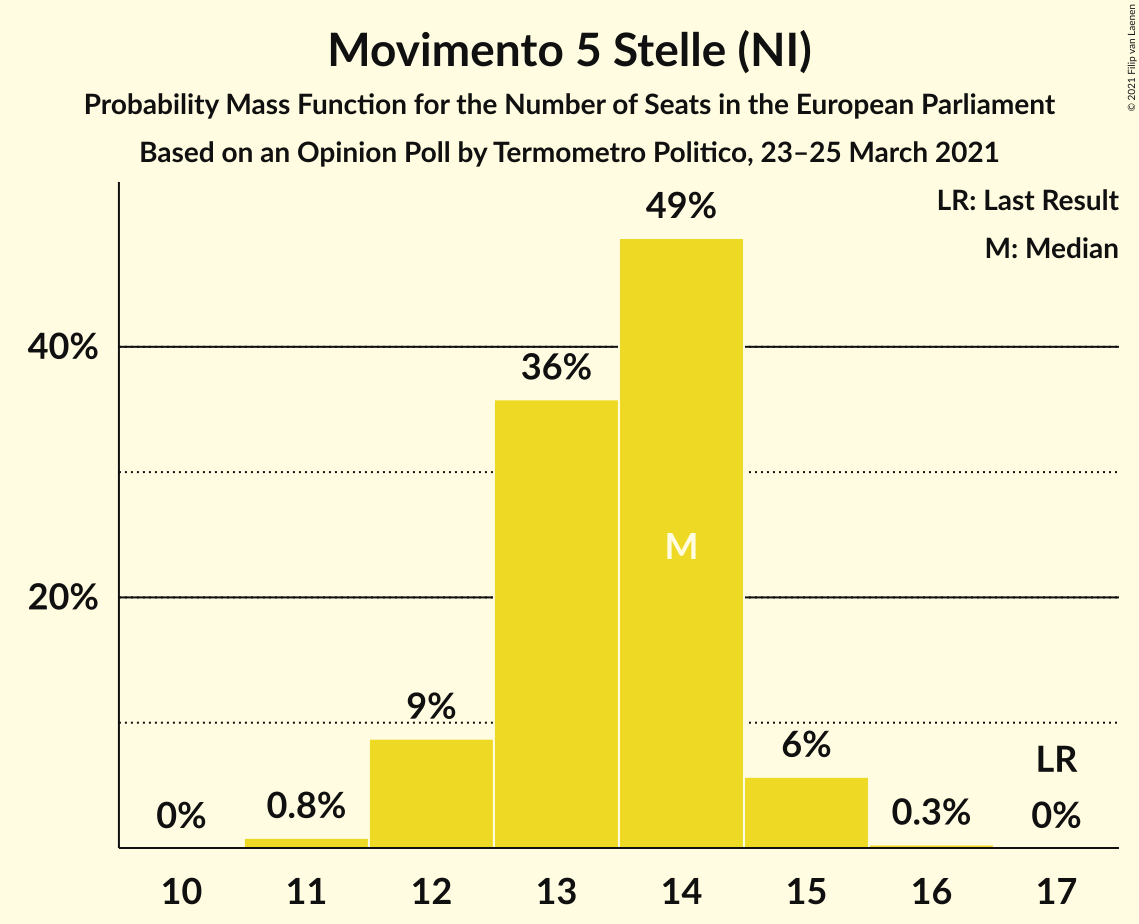 Movimento 5 Stelle (NI)
Probability Mass Function for the Number of Seats in the European Parliament
Based on an Opinion Poll by Termometro Politico, 23–25 March 2021
© 2021 Filip van Laenen
LR: Last Result
M: Median
49%
40%
36%
M
20%
9%
6%
LR
0%
0.8%
0.3%
0%
10 11 12 13 14 15 16 17